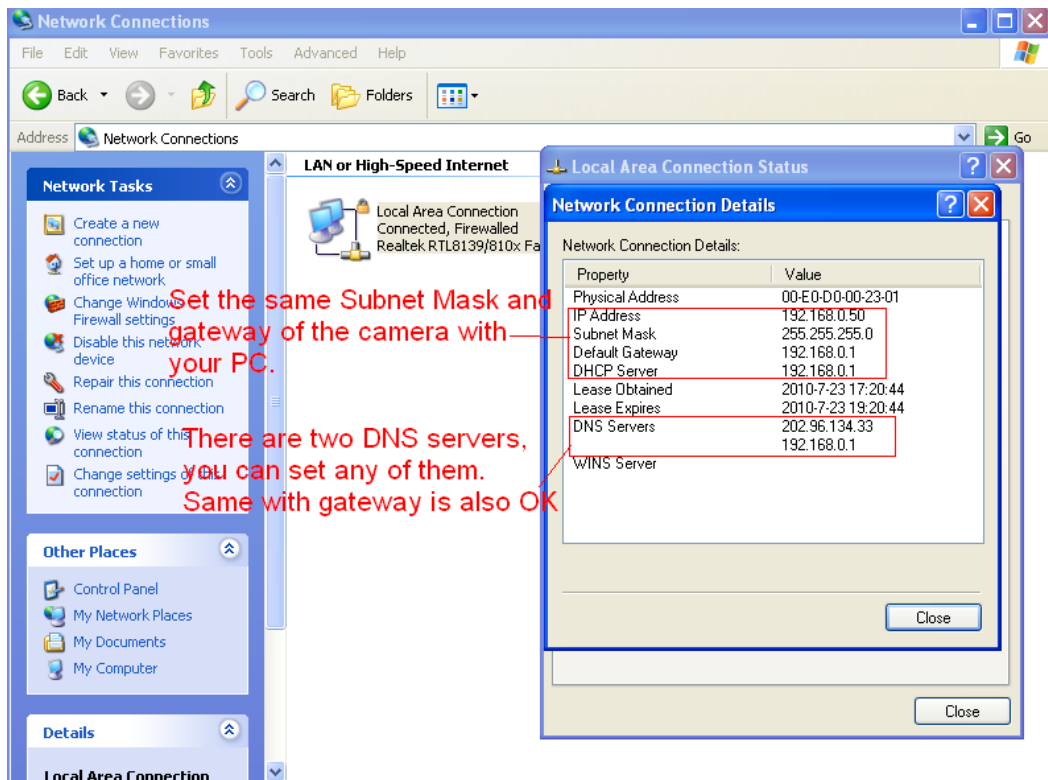 Network Connections
File Edit View Favorites Tools Advanced Help
Back Search Folders
Address Network Connections Go
Network Tasks
Create a new
connection
Set up a home or small
office network
Change Windows
Firewall settings
Disable this network
device
Repair this connection
Rename this connection
View status of this
connection
Change settings of this
connection
Other Places
Control Panel
My Network Places
My Documents
My Computer
Details
Local Area Connection
LAN or High-Speed Internet
Local Area Connection
Connected, Firewalled
Realtek RTL8139/810x Fa
Set the same Subnet Mask and
gateway of the camera with
your PC.
There are two DNS servers,
you can set any of them.
Same with gateway is also OK
Local Area Connection Status
Network Connection Details
Network Connection Details:
Property Value
Physical Address 00-E0-D0-00-23-01
IP Address 192.168.0.50
Subnet Mask 255.255.255.0
Default Gateway 192.168.0.1
DHCP Server 192.168.0.1
Lease Obtained 2010-7-23 17:20:44
Lease Expires 2010-7-23 19:20:44
DNS Servers 202.96.134.33
192.168.0.1
WINS Server
Close
Close